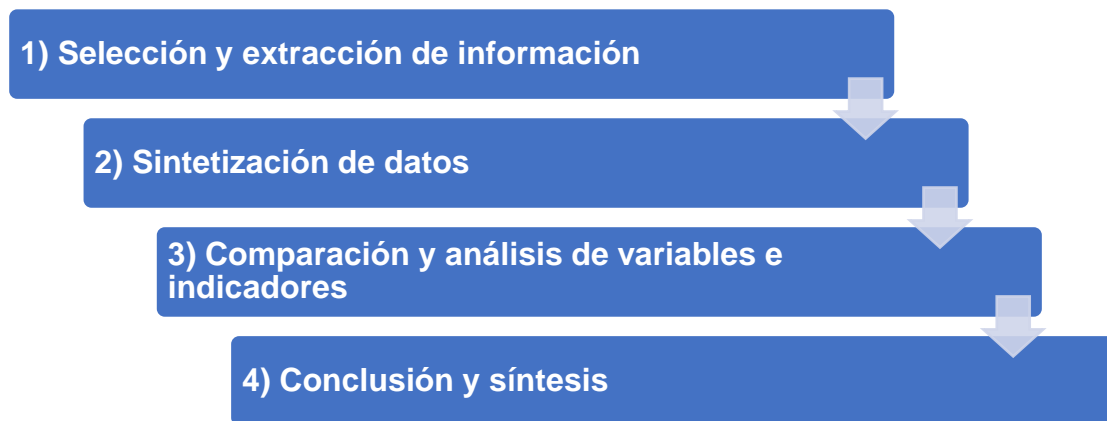 1) Selección y extracción de información
2) Sintetización de datos
3) Comparación y análisis de variables e
indicadores
4) Conclusión y síntesis